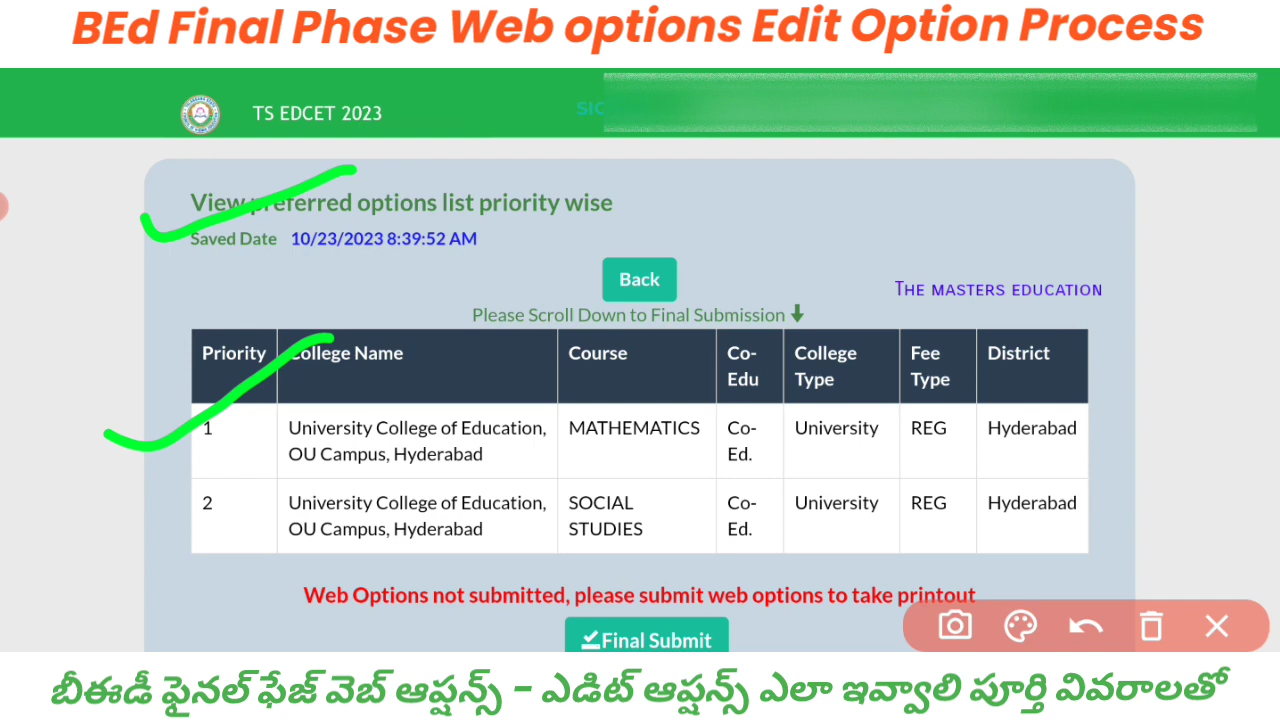 BEd Final Phase Web options Edit Option Process
TS EDCET 2023
View preferred options list priority wise
Saved Date 10/23/2023 8:39:52 AM
Back
THE MASTERS EDUCATION
Please Scroll Down to Final Submission
Priority College Name Course Co-Edu College Type Fee Type District
1 University College of Education, OU Campus, Hyderabad MATHEMATICS Co-Ed. University REG Hyderabad
2 University College of Education, OU Campus, Hyderabad SOCIAL STUDIES Co-Ed. University REG Hyderabad
Web Options not submitted, please submit web options to take printout
Final Submit
బీఈడీ ఫైనల్ ఫేజ్ వెబ్ ఆప్షన్స్ - ఎడిట్ ఆప్షన్స్ ఎలా ఇవ్వాలి పూర్తి వివరాలతో